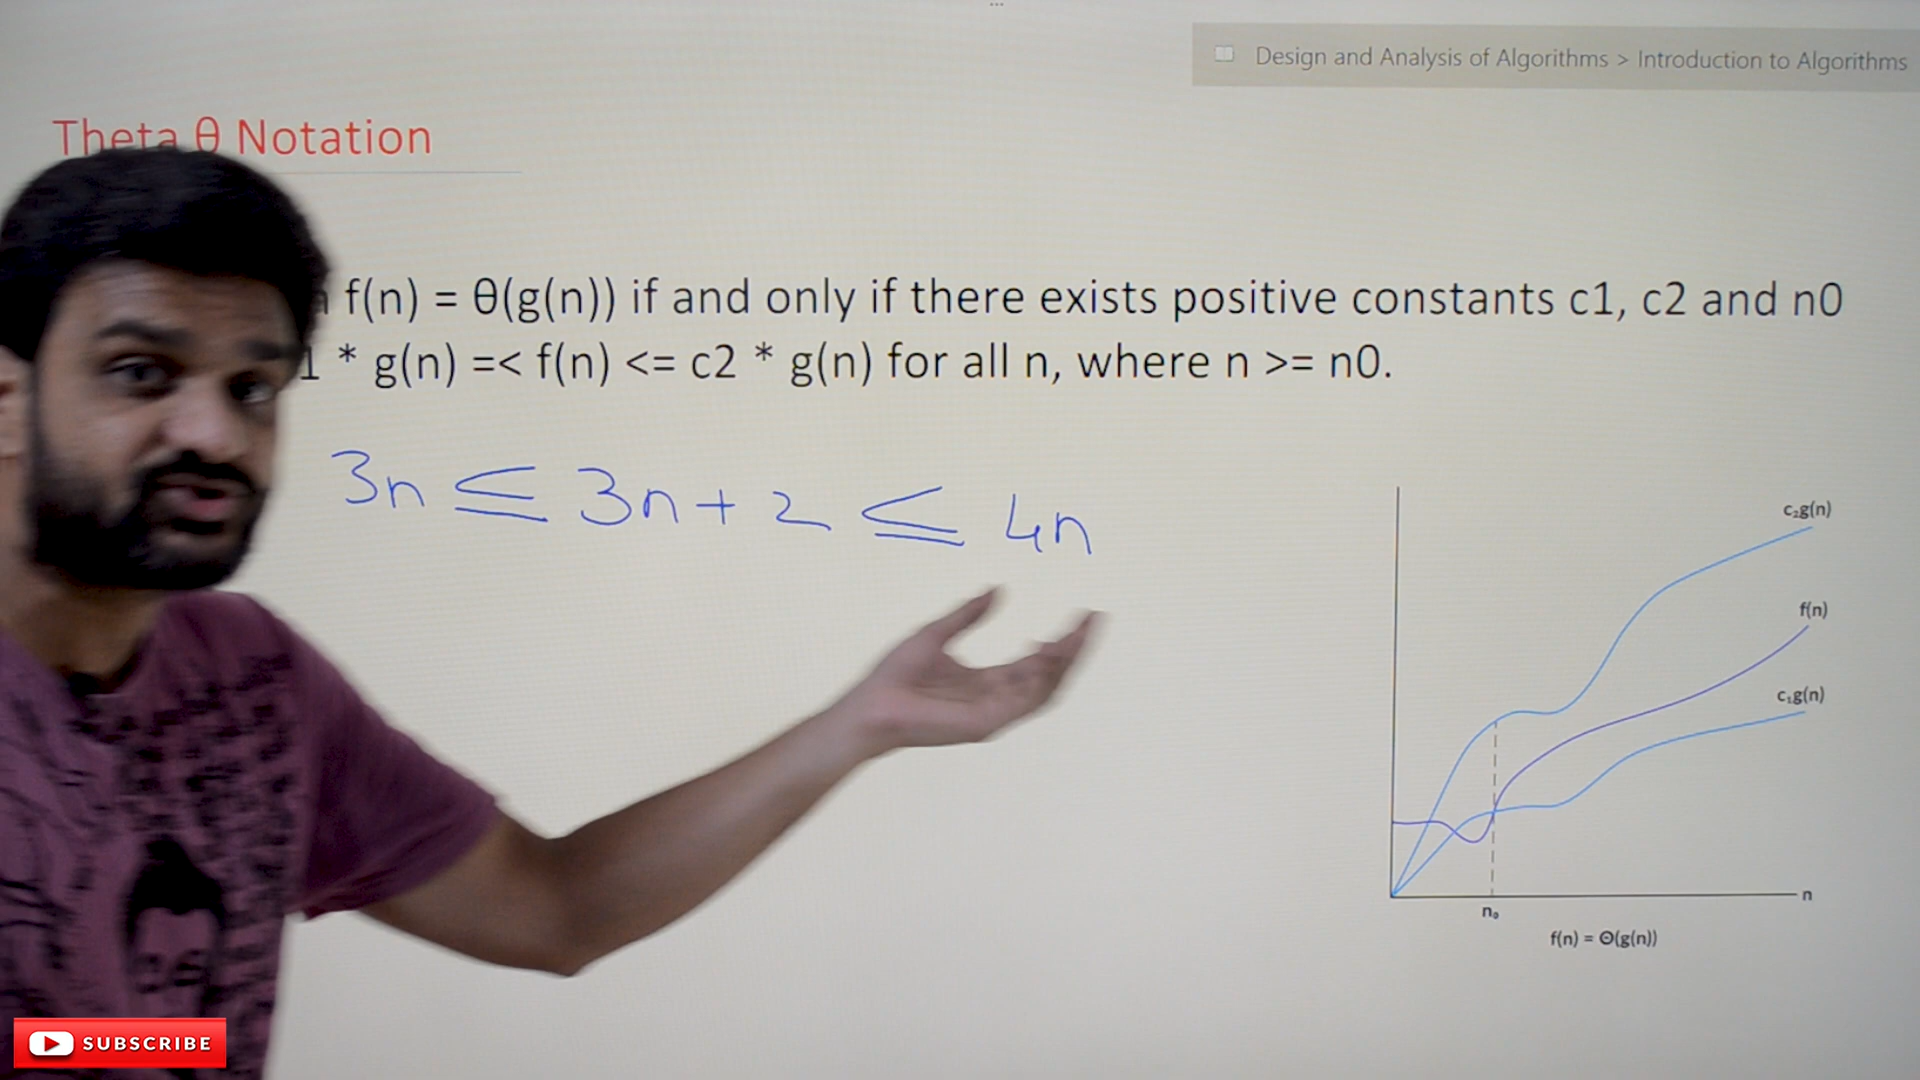 Design and Analysis of Algorithms > Introduction to Algorithms
Theta θ Notation
f(n) = θ(g(n)) if and only if there exists positive constants c1, c2 and n0
* g(n) =< f(n) <= c2 * g(n) for all n, where n >= n0.
3n ≤ 3n + 2 ≤ 4n
c₂g(n)
f(n)
c₁g(n)
n
n₀
f(n) = Θ(g(n))
SUBSCRIBE